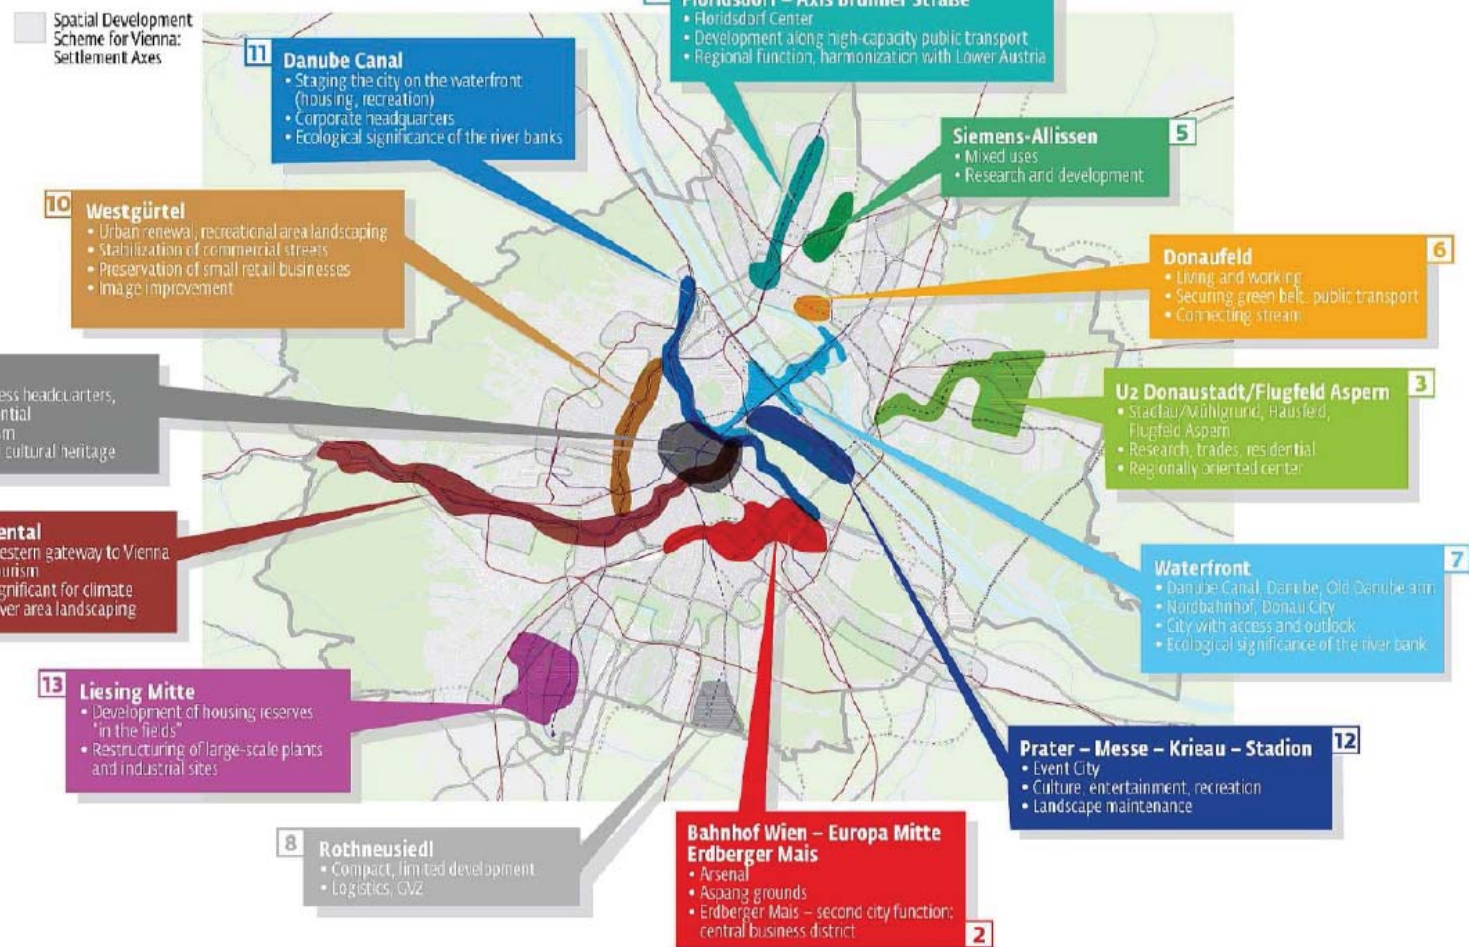 Spatial Development
Scheme for Vienna:
Settlement Axes
Floridsdorf – Axis Brünner Straße
• Floridsdorf Center
• Development along high-capacity public transport
• Regional function, harmonization with Lower Austria
11
Danube Canal
• Staging the city on the waterfront
(housing, recreation)
• Corporate headquarters
• Ecological significance of the river banks
5
Siemens-Allissen
• Mixed uses
• Research and development
10
Westgürtel
• Urban renewal, recreational area landscaping
• Stabilization of commercial streets
• Preservation of small retail businesses
• Image improvement
6
Donaufeld
• Living and working
• Securing green belt, public transport
• Connecting stream
ess headquarters,
ntial
sm
cultural heritage
3
U2 Donaustadt/Flugfeld Aspern
• Stadlau/Mühlgrund, Hausfeld,
Flugfeld Aspern
• Research, trades, residential
• Regionally oriented center
ental
estern gateway to Vienna
urism
gnificant for climate
ver area landscaping
7
Waterfront
• Danube Canal, Danube, Old Danube arm
• Nordbahnhof, Donau City
• City with access and outlook
• Ecological significance of the river bank
13
Liesing Mitte
• Development of housing reserves
"in the fields"
• Restructuring of large-scale plants
and industrial sites
12
Prater – Messe – Krieau – Stadion
• Event City
• Culture, entertainment, recreation
• Landscape maintenance
8
Rothneusiedl
• Compact, limited development
• Logistics, GVZ
Bahnhof Wien – Europa Mitte
Erdberger Mais
• Arsenal
• Aspang grounds
• Erdberger Mais – second city function:
central business district
2